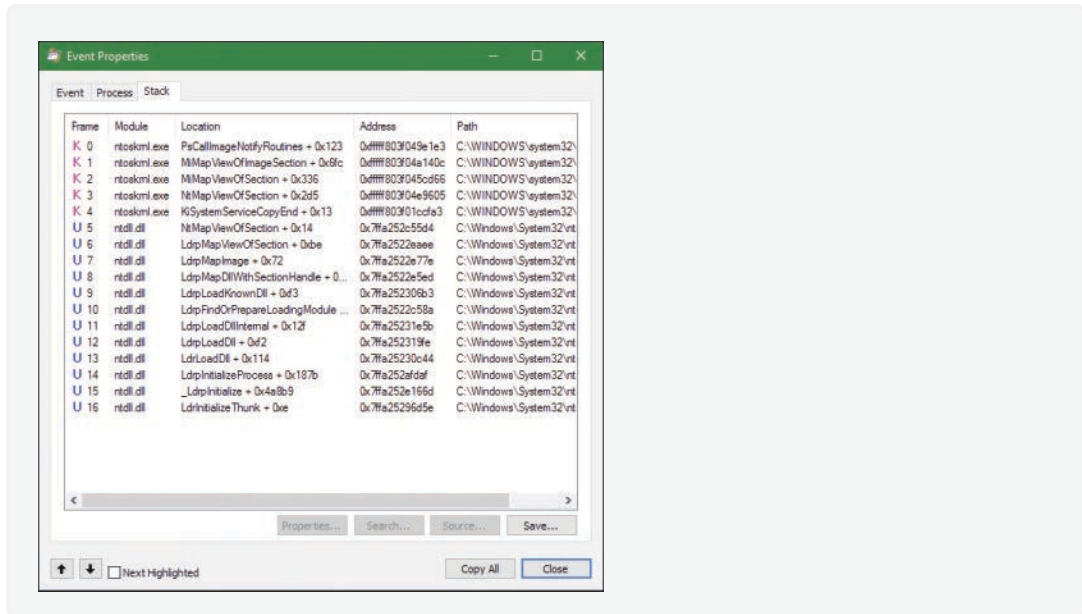 Event Properties
Event Process Stack
Frame Module Location Address Path
K 0 ntoskrnl.exe PsCallImageNotifyRoutines + 0x123 0xfffff803f049e1e3 C:\WINDOWS\system32\
K 1 ntoskrnl.exe MiMapViewOfImageSection + 0x6fc 0xfffff803f04a140c C:\WINDOWS\system32\
K 2 ntoskrnl.exe MiMapViewOfSection + 0x336 0xfffff803f045cd66 C:\WINDOWS\system32\
K 3 ntoskrnl.exe NtMapViewOfSection + 0x2d5 0xfffff803f04e9605 C:\WINDOWS\system32\
K 4 ntoskrnl.exe KiSystemServiceCopyEnd + 0x13 0xfffff803f01ccfa3 C:\WINDOWS\system32\
U 5 ntdll.dll NtMapViewOfSection + 0x14 0x7ffa252c55d4 C:\Windows\System32\nt
U 6 ntdll.dll LdrpMapViewOfSection + 0xbe 0x7ffa2522eaee C:\Windows\System32\nt
U 7 ntdll.dll LdrpMapImage + 0x72 0x7ffa2522e77e C:\Windows\System32\nt
U 8 ntdll.dll LdrpMapDllWithSectionHandle + 0... 0x7ffa2522e5ed C:\Windows\System32\nt
U 9 ntdll.dll LdrpLoadKnownDll + 0xf3 0x7ffa252306b3 C:\Windows\System32\nt
U 10 ntdll.dll LdrpFindOrPrepareLoadingModule ... 0x7ffa2522c58a C:\Windows\System32\nt
U 11 ntdll.dll LdrpLoadDllInternal + 0x12f 0x7ffa25231e5b C:\Windows\System32\nt
U 12 ntdll.dll LdrpLoadDll + 0xf2 0x7ffa252319fe C:\Windows\System32\nt
U 13 ntdll.dll LdrLoadDll + 0x114 0x7ffa25230c44 C:\Windows\System32\nt
U 14 ntdll.dll LdrpInitializeProcess + 0x187b 0x7ffa252afdaf C:\Windows\System32\nt
U 15 ntdll.dll _LdrpInitialize + 0x4a8b9 0x7ffa252e166d C:\Windows\System32\nt
U 16 ntdll.dll LdrInitializeThunk + 0xe 0x7ffa25296d5e C:\Windows\System32\nt
Properties... Search... Source... Save...
Next Highlighted Copy All Close